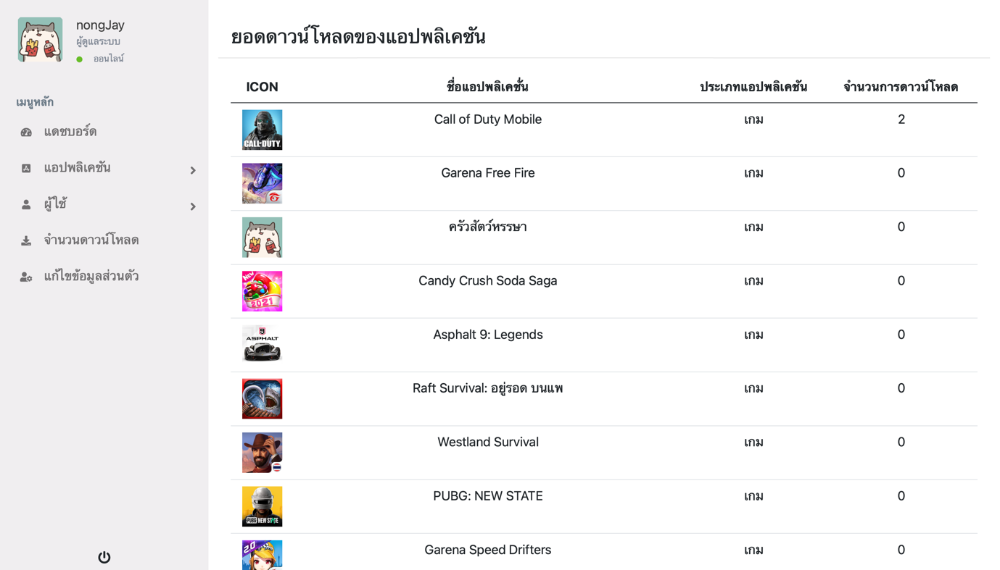 nongJay
ผู้ดูแลระบบ
ออนไลน์
เมนูหลัก
แดชบอร์ด
แอปพลิเคชัน
ผู้ใช้
จำนวนดาวน์โหลด
แก้ไขข้อมูลส่วนตัว
ยอดดาวน์โหลดของแอปพลิเคชัน
ICON ชื่อแอปพลิเคชั่น ประเภทแอปพลิเคชัน จำนวนการดาวน์โหลด
CALL·DUTY Call of Duty Mobile เกม 2
Garena Free Fire เกม 0
ครัวสัตว์หรรษา เกม 0
NEW 2021 Candy Crush Soda Saga เกม 0
9 ASPHALT Asphalt 9: Legends เกม 0
Raft Survival: อยู่รอด บนแพ เกม 0
Westland Survival เกม 0
PUBG NEW STATE PUBG: NEW STATE เกม 0
2.0 Garena Speed Drifters เกม 0